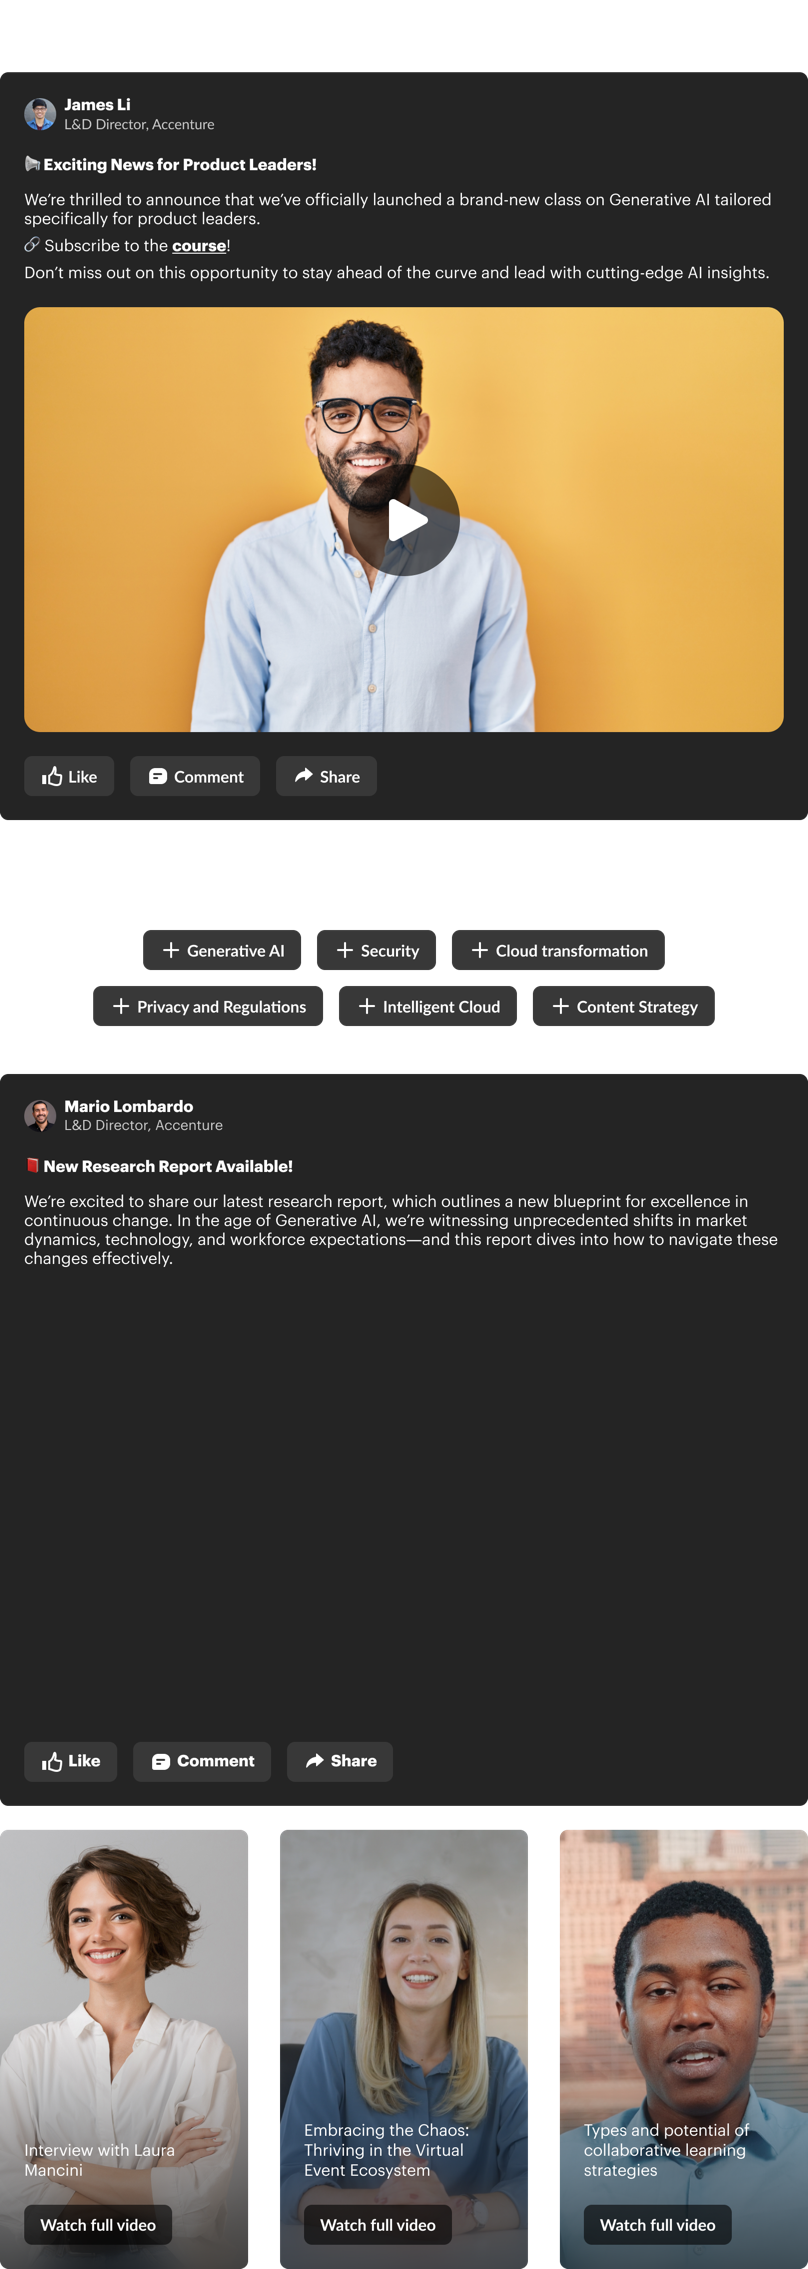 James Li
L&D Director, Accenture
Exciting News for Product Leaders!
We’re thrilled to announce that we’ve officially launched a brand-new class on Generative AI tailored
specifically for product leaders.
Subscribe to the course!
Don’t miss out on this opportunity to stay ahead of the curve and lead with cutting-edge AI insights.
Like
Comment
Share
Generative AI
Security
Cloud transformation
Privacy and Regulations
Intelligent Cloud
Content Strategy
Mario Lombardo
L&D Director, Accenture
New Research Report Available!
We’re excited to share our latest research report, which outlines a new blueprint for excellence in
continuous change. In the age of Generative AI, we’re witnessing unprecedented shifts in market
dynamics, technology, and workforce expectations—and this report dives into how to navigate these
changes effectively.
Like
Comment
Share
Interview with Laura
Mancini
Watch full video
Embracing the Chaos:
Thriving in the Virtual
Event Ecosystem
Watch full video
Types and potential of
collaborative learning
strategies
Watch full video